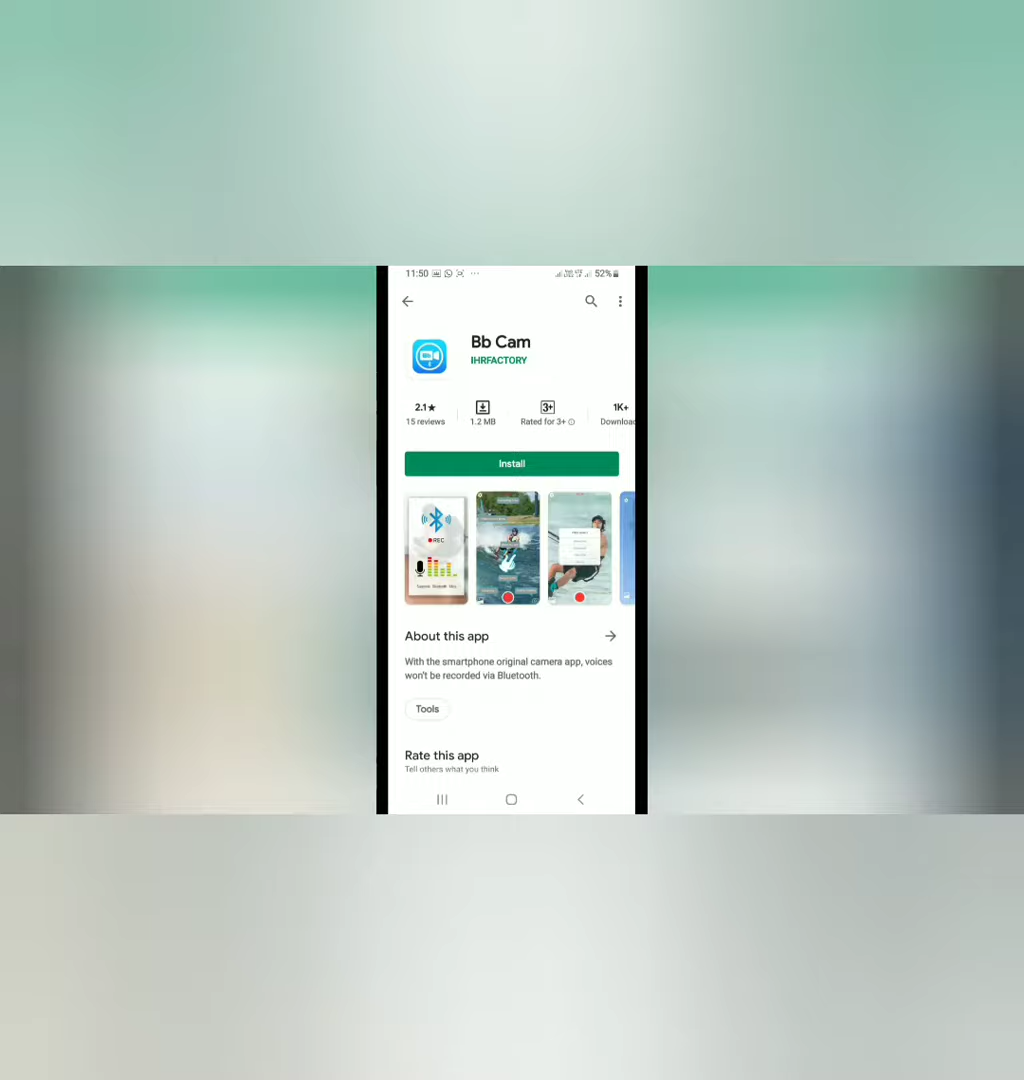 11:50
52%
Bb Cam
IHRFACTORY
2.1★
15 reviews
1.2 MB
3+
Rated for 3+
1K+
Downloa
Install
REC
About this app
With the smartphone original camera app, voices
won't be recorded via Bluetooth.
Tools
Rate this app
Tell others what you think